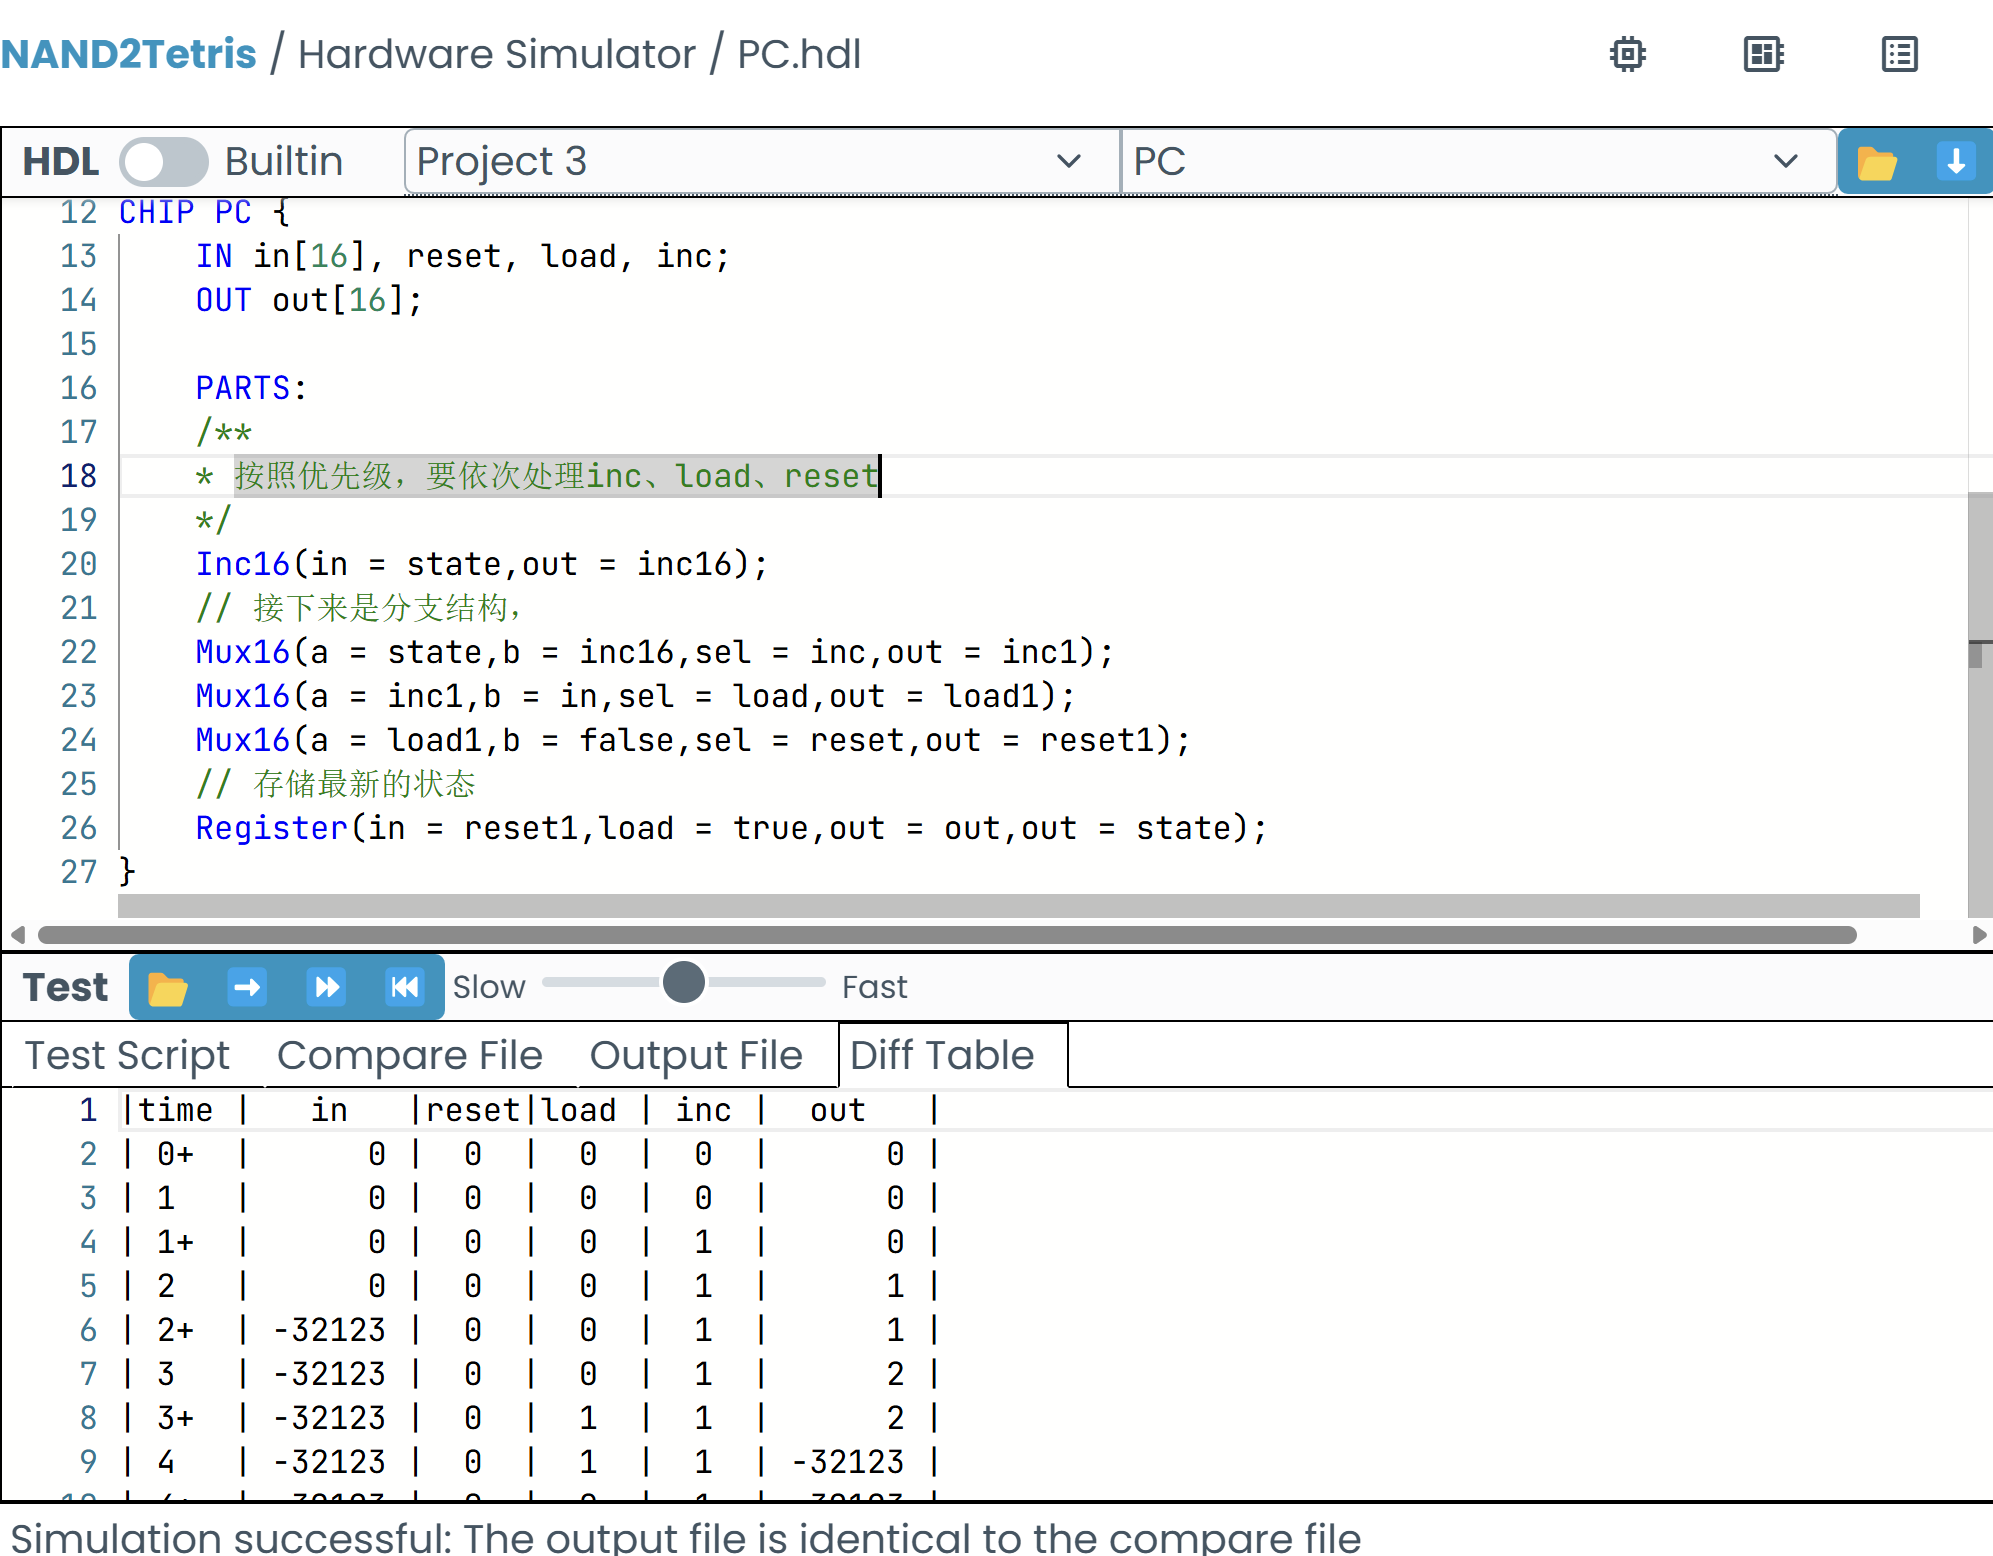 NAND2Tetris / Hardware Simulator / PC.hdl
HDL Builtin Project 3 PC
12 CHIP PC {
13 IN in[16], reset, load, inc;
14 OUT out[16];
15
16 PARTS:
17 /**
18 * 按照优先级，要依次处理inc、load、reset
19 */
20 Inc16(in = state,out = inc16);
21 // 接下来是分支结构，
22 Mux16(a = state,b = inc16,sel = inc,out = inc1);
23 Mux16(a = inc1,b = in,sel = load,out = load1);
24 Mux16(a = load1,b = false,sel = reset,out = reset1);
25 // 存储最新的状态
26 Register(in = reset1,load = true,out = out,out = state);
27 }
Test Slow Fast
Test Script Compare File Output File Diff Table
1 |time | in |reset|load | inc | out |
2 | 0+ | 0 | 0 | 0 | 0 | 0 |
3 | 1 | 0 | 0 | 0 | 0 | 0 |
4 | 1+ | 0 | 0 | 0 | 1 | 0 |
5 | 2 | 0 | 0 | 0 | 1 | 1 |
6 | 2+ | -32123 | 0 | 0 | 1 | 1 |
7 | 3 | -32123 | 0 | 0 | 1 | 2 |
8 | 3+ | -32123 | 0 | 1 | 1 | 2 |
9 | 4 | -32123 | 0 | 1 | 1 | -32123 |
Simulation successful: The output file is identical to the compare file